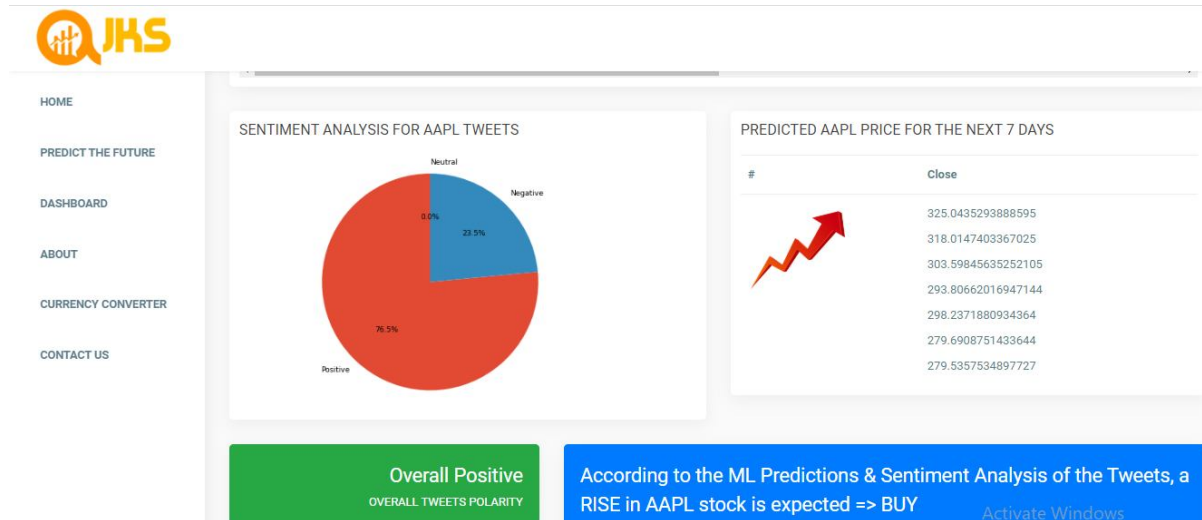 JKS
HOME
PREDICT THE FUTURE
DASHBOARD
ABOUT
CURRENCY CONVERTER
CONTACT US
SENTIMENT ANALYSIS FOR AAPL TWEETS
Neutral
Negative
0.0%
23.5%
76.5%
Positive
PREDICTED AAPL PRICE FOR THE NEXT 7 DAYS
# Close
325.0435293888595
318.0147403367025
303.59845635252105
293.80662016947144
298.2371880934364
279.6908751433644
279.5357534897727
Overall Positive
OVERALL TWEETS POLARITY
According to the ML Predictions & Sentiment Analysis of the Tweets, a
RISE in AAPL stock is expected => BUY
Activate Windows